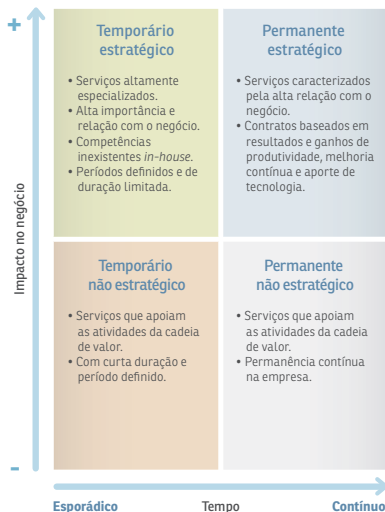 +
Temporário
estratégico
• Serviços altamente
especializados.
• Alta importância e
relação com o negócio.
• Competências
inexistentes in-house.
• Períodos definidos e de
duração limitada.
Permanente
estratégico
• Serviços caracterizados
pela alta relação com o
negócio.
• Contratos baseados em
resultados e ganhos de
produtividade, melhoria
contínua e aporte de
tecnologia.
Impacto no negócio
Temporário
não estratégico
• Serviços que apoiam
as atividades da cadeia
de valor.
• Com curta duração e
período definido.
Permanente
não estratégico
• Serviços que apoiam
as atividades da cadeia
de valor.
• Permanência contínua
na empresa.
-
Esporádico Tempo Contínuo